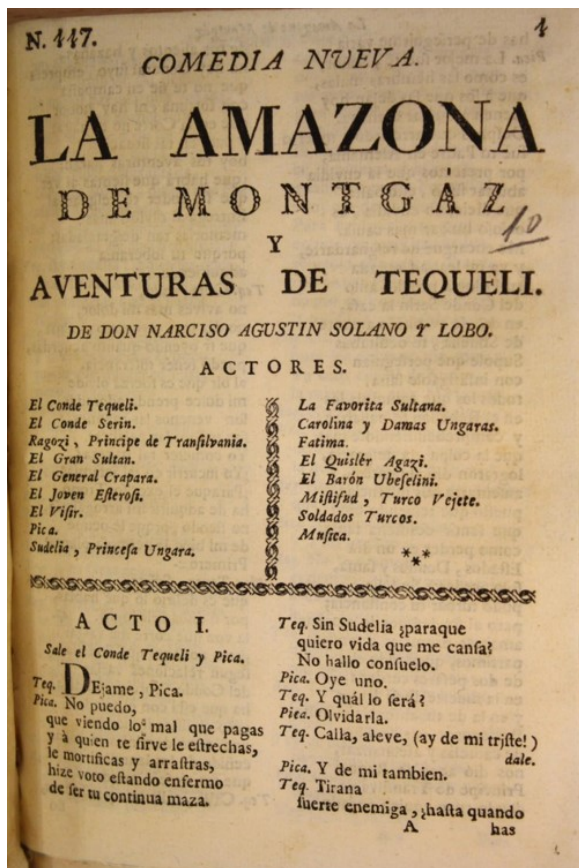 N. 117.
1
COMEDIA NUEVA.
LA AMAZONA
DE MONTGÁZ
10
Y
AVENTURAS DE TEQUELI.
DE DON NARCISO AGUSTIN SOLANO Y LOBO.
ACTORES.
El Conde Tequeli.
El Conde Serin.
Ragozi, Principe de Tranſilvania.
El Gran Sultan.
El General Crapara.
El Joven Eſteroſi.
El Viſir.
Pica.
Sudelia, Princeſa Ungara.
La Favorita Sultana.
Carolina y Damas Ungaras.
Fatima.
El Quislér Agazi.
El Barón Ubeſelini.
Miſtifud, Turco Vejete.
Soldados Turcos.
Muſica.
***
ACTO I.
Sale el Conde Tequeli y Pica.
Teq. DEjame, Pica.
Pica. No puedo,
que viendo los mal que pagas
y à quien te ſirve le eſtrechas,
le mortificas y arraſtras,
hize voto eſtando enfermo
de ſer tu continua maza.
Teq. Sin Sudelia ¿paraque
quiero vida que me canſa?
No hallo conſuelo.
Pica. Oye uno.
Teq. Y quál lo ſerá?
Pica. Olvidarla.
Teq. Calla, aleve, (ay de mi triſte!)
dale.
Pica. Y de mi tambien.
Teq. Tirana
ſuerte enemiga, ¿haſta quando
A has